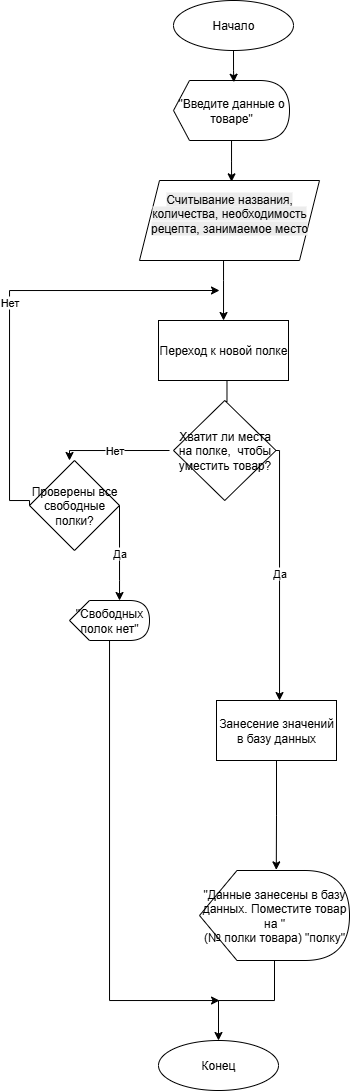 Начало
"Введите данные о
товаре"
Считывание названия,
количества, необходимость
рецепта, занимаемое место
Нет
Переход к новой полке
Хватит ли места
на полке,  чтобы
уместить товар?
Нет
Проверены все
свободные
полки?
Да
Да
"Свободных
полок нет"
Занесение значений
в базу данных
"Данные занесены в базу
данных. Поместите товар
на "
(№ полки товара) "полку"
Конец